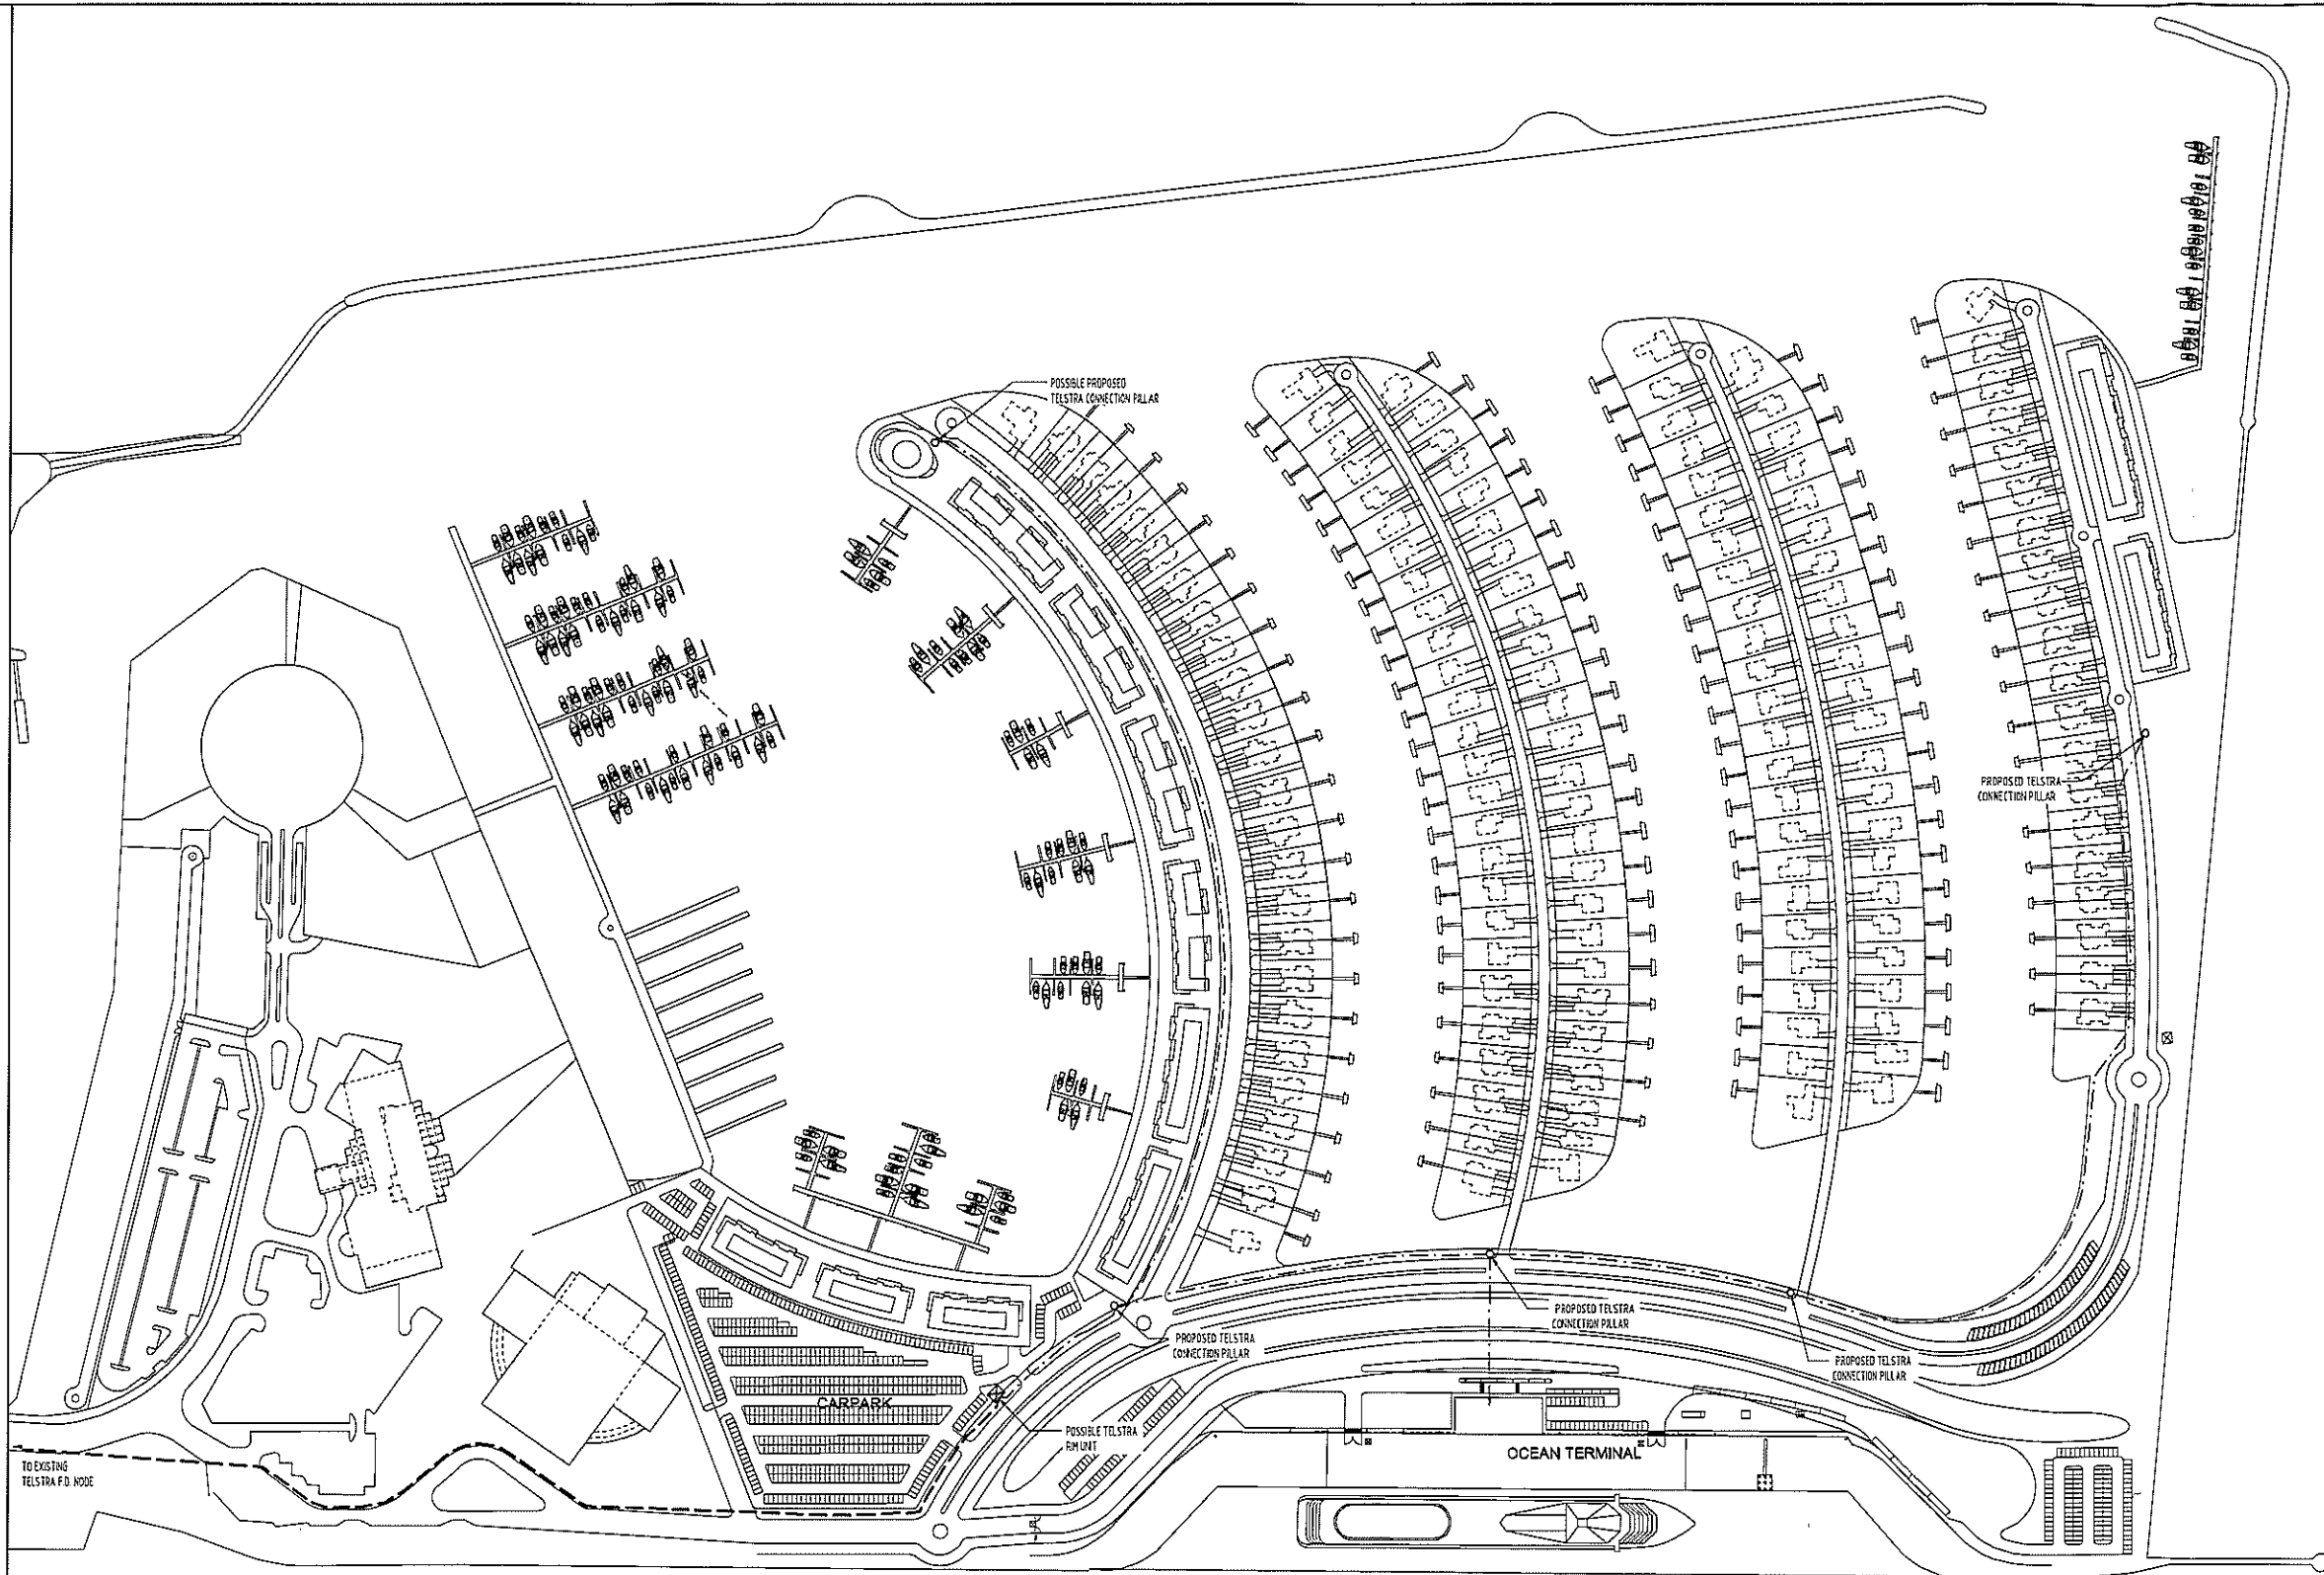 POSSIBLE PROPOSED
TELSTRA CONNECTION PILLAR
PROPOSED TELSTRA
CONNECTION PILLAR
PROPOSED TELSTRA
CONNECTION PILLAR
PROPOSED TELSTRA
CONNECTION PILLAR
PROPOSED TELSTRA
CONNECTION PILLAR
CARPARK
POSSIBLE TELSTRA
RIM UNIT
OCEAN TERMINAL
TO EXISTING
TELSTRA F.D. NODE